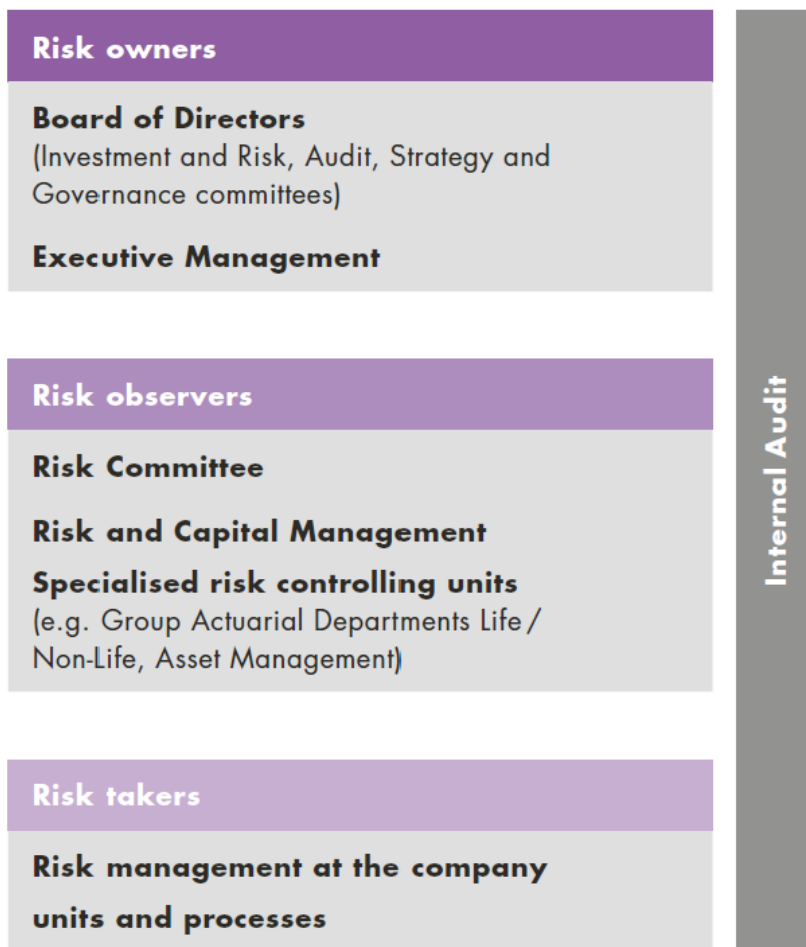 Risk owners
Board of Directors
(Investment and Risk, Audit, Strategy and
Governance committees)
Executive Management
Risk observers
Risk Committee
Risk and Capital Management
Specialised risk controlling units
(e.g. Group Actuarial Departments Life /
Non-Life, Asset Management)
Risk takers
Risk management at the company
units and processes
Internal Audit